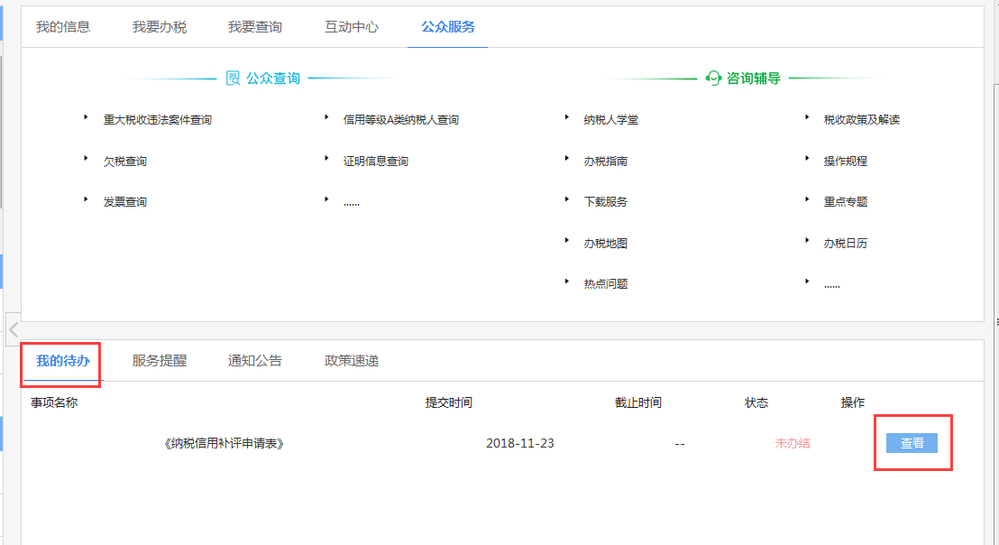 我的信息 我要办税 我要查询 互动中心 公众服务
公众查询 咨询辅导
重大税收违法案件查询 信用等级A类纳税人查询 纳税人学堂 税收政策及解读
欠税查询 证明信息查询 办税指南 操作规程
发票查询 ...... 下载服务 重点专题
办税地图 办税日历
热点问题 ......
我的待办 服务提醒 通知公告 政策速递
事项名称 提交时间 截止时间 状态 操作
《纳税信用补评申请表》 2018-11-23 -- 未办结 查看